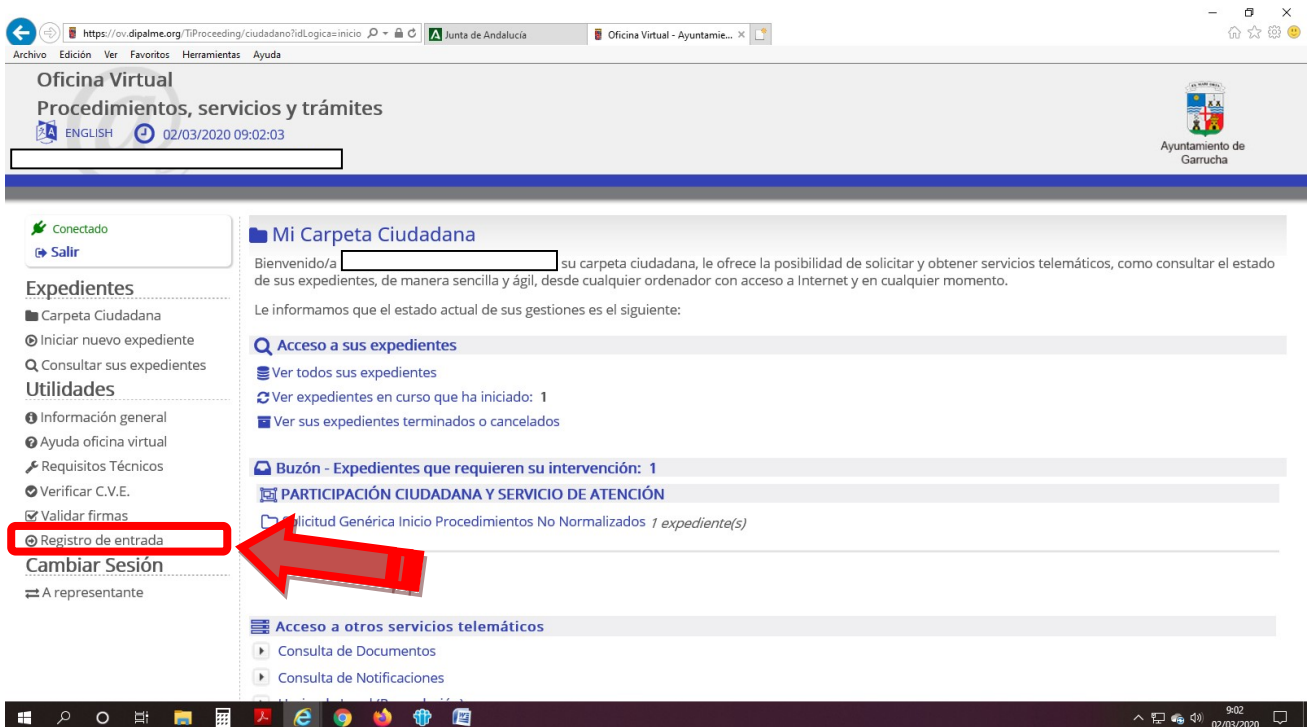 https://ov.dipalme.org/TiProceeding/ciudadano?idLogica=inicio
Junta de Andalucía
Oficina Virtual - Ayuntamie...
Archivo Edición Ver Favoritos Herramientas Ayuda
Oficina Virtual
Procedimientos, servicios y trámites
ENGLISH 02/03/2020 09:02:03
Ayuntamiento de
Garrucha
Conectado
Salir
Expedientes
Carpeta Ciudadana
Iniciar nuevo expediente
Consultar sus expedientes
Utilidades
Información general
Ayuda oficina virtual
Requisitos Técnicos
Verificar C.V.E.
Validar firmas
Registro de entrada
Cambiar Sesión
A representante
Mi Carpeta Ciudadana
Bienvenido/a su carpeta ciudadana, le ofrece la posibilidad de solicitar y obtener servicios telemáticos, como consultar el estado
de sus expedientes, de manera sencilla y ágil, desde cualquier ordenador con acceso a Internet y en cualquier momento.
Le informamos que el estado actual de sus gestiones es el siguiente:
Acceso a sus expedientes
Ver todos sus expedientes
Ver expedientes en curso que ha iniciado: 1
Ver sus expedientes terminados o cancelados
Buzón - Expedientes que requieren su intervención: 1
PARTICIPACIÓN CIUDADANA Y SERVICIO DE ATENCIÓN
Solicitud Genérica Inicio Procedimientos No Normalizados 1 expediente(s)
Acceso a otros servicios telemáticos
Consulta de Documentos
Consulta de Notificaciones
9:02
02/03/2020